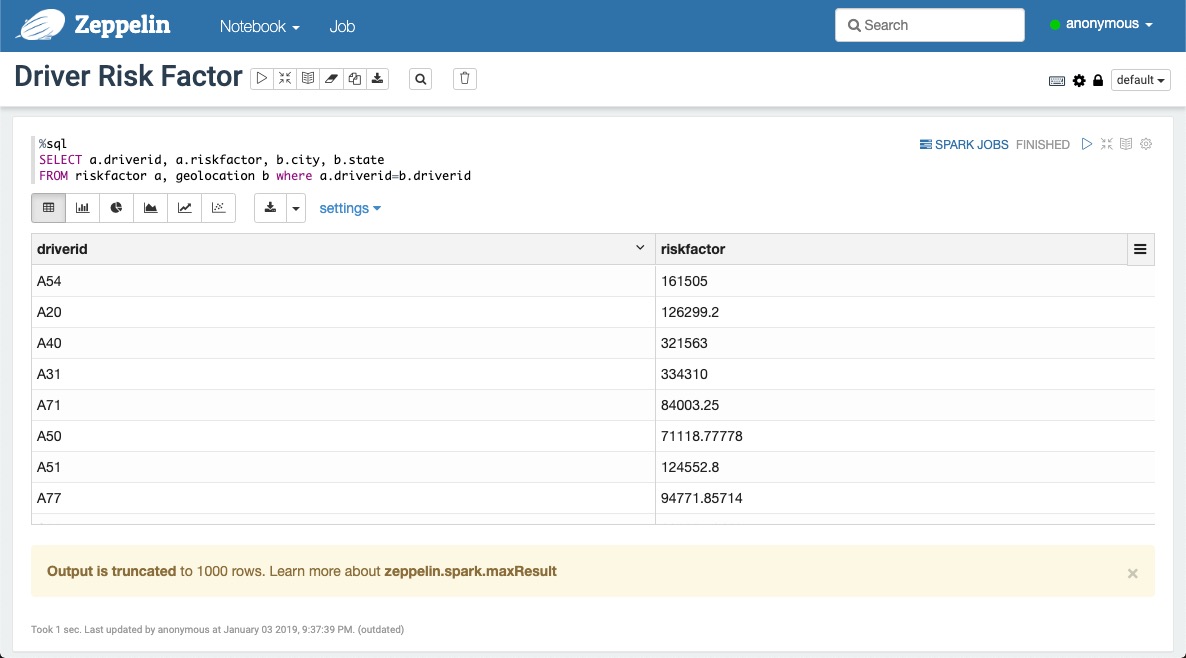 Zeppelin Notebook Job Search anonymous
Driver Risk Factor default
%sql SPARK JOBS FINISHED
SELECT a.driverid, a.riskfactor, b.city, b.state
FROM riskfactor a, geolocation b where a.driverid=b.driverid
settings
driverid riskfactor
A54 161505
A20 126299.2
A40 321563
A31 334310
A71 84003.25
A50 71118.77778
A51 124552.8
A77 94771.85714
Output is truncated to 1000 rows. Learn more about zeppelin.spark.maxResult ×
Took 1 sec. Last updated by anonymous at January 03 2019, 9:37:39 PM. (outdated)